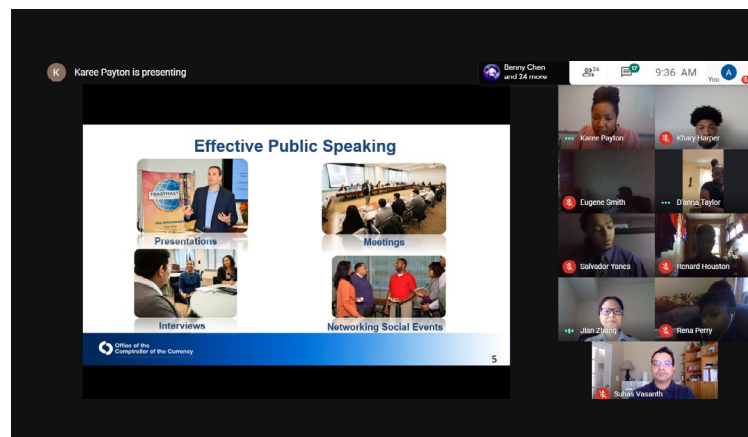 K Karee Payton is presenting
Benny Chen
and 24 more
26
17
9:36 AM
You
A
Effective Public Speaking
TOASTMAST
Presentations
Meetings
Interviews
Networking Social Events
Office of the
Comptroller of the Currency
5
Karee Payton
Khary Harper
Eugene Smith
D'anna Taylor
Salvador Yanes
Renard Houston
Jian Zhang
Rena Perry
Suhas Vasanth